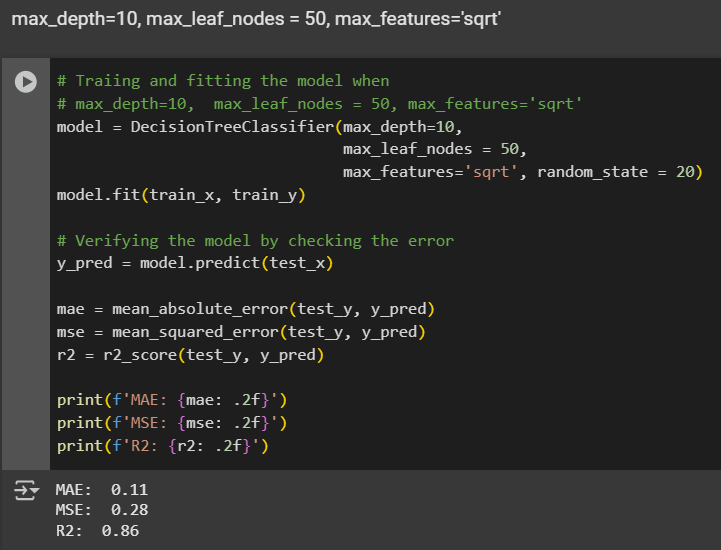 max_depth=10, max_leaf_nodes = 50, max_features='sqrt'
# Traiing and fitting the model when
# max_depth=10,  max_leaf_nodes = 50, max_features='sqrt'
model = DecisionTreeClassifier(max_depth=10,
                               max_leaf_nodes = 50,
                               max_features='sqrt', random_state = 20)
model.fit(train_x, train_y)
# Verifying the model by checking the error
y_pred = model.predict(test_x)
mae = mean_absolute_error(test_y, y_pred)
mse = mean_squared_error(test_y, y_pred)
r2 = r2_score(test_y, y_pred)
print(f'MAE: {mae: .2f}')
print(f'MSE: {mse: .2f}')
print(f'R2: {r2: .2f}')
MAE:  0.11
MSE:  0.28
R2:  0.86